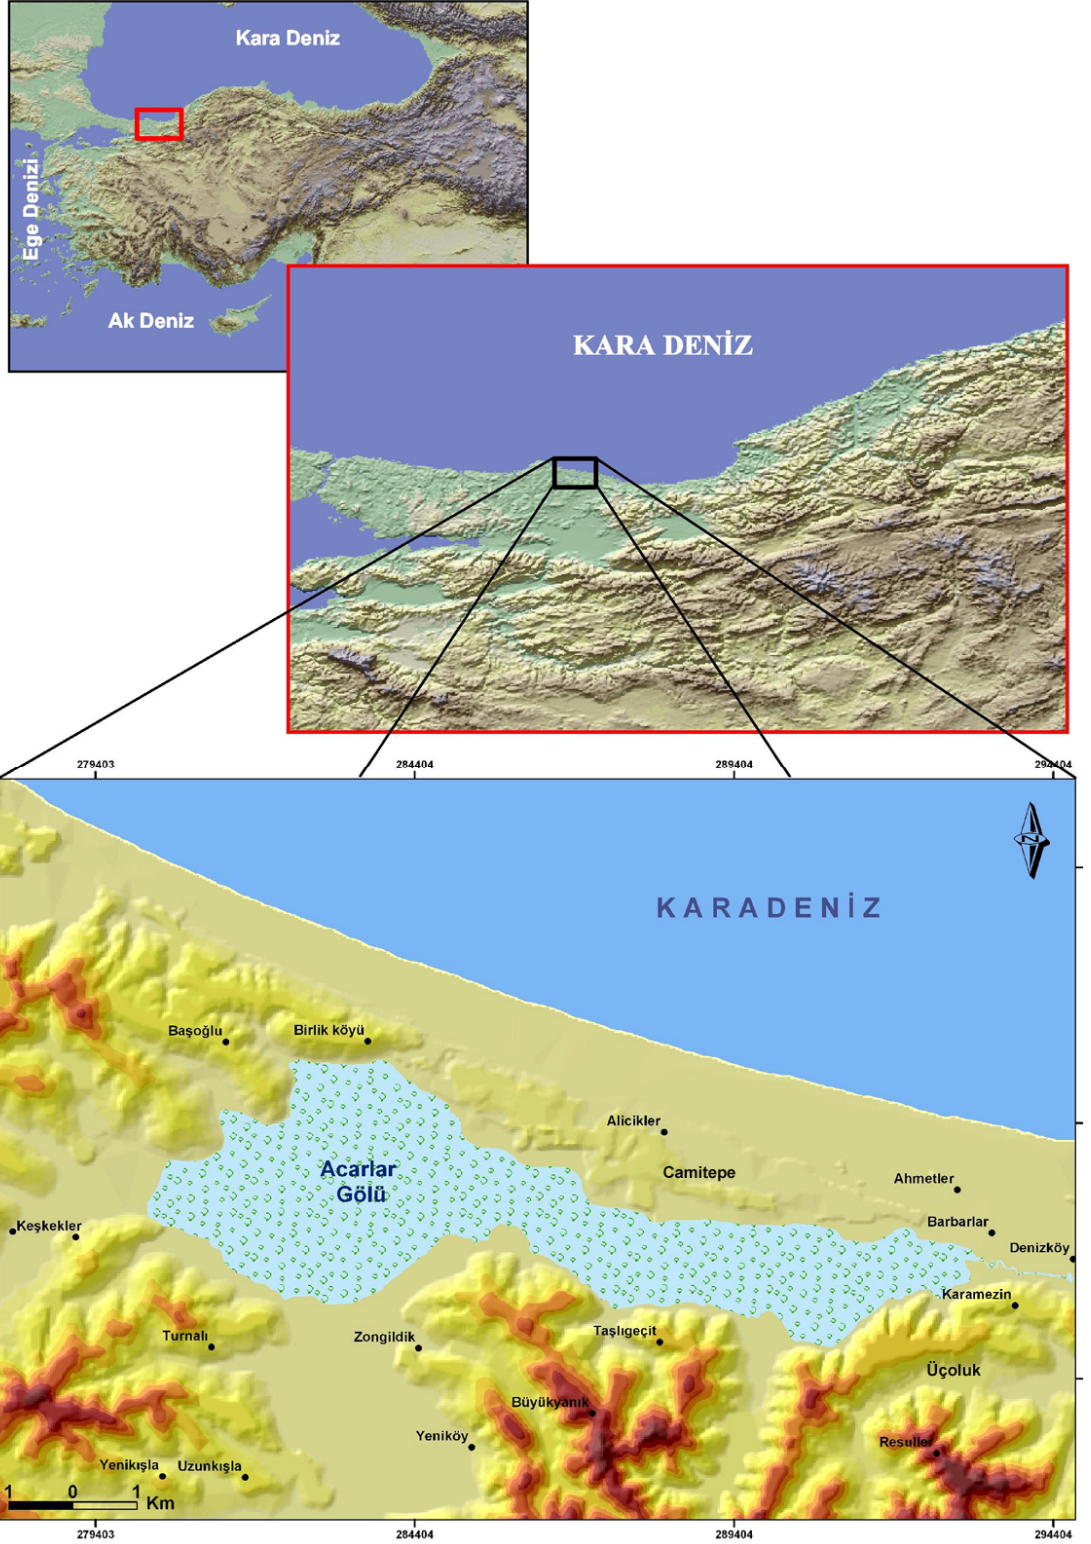 Kara Deniz
Ege Denizi
Ak Deniz
KARA DENİZ
279403 284404 289404 294404
N
KARADENİZ
Başoğlu Birlik köyü
Alicikler
Acarlar
Gölü
Camitepe
Ahmetler
Keşkekler
Barbarlar
Denizköy
Karamezin
Turnalı Zongildik Taşlıgeçit
Üçoluk
Büyükyanık
Yeniköy
Resuller
Yenikışla Uzunkışla
1 0 1 Km
279403 284404 289404 294404